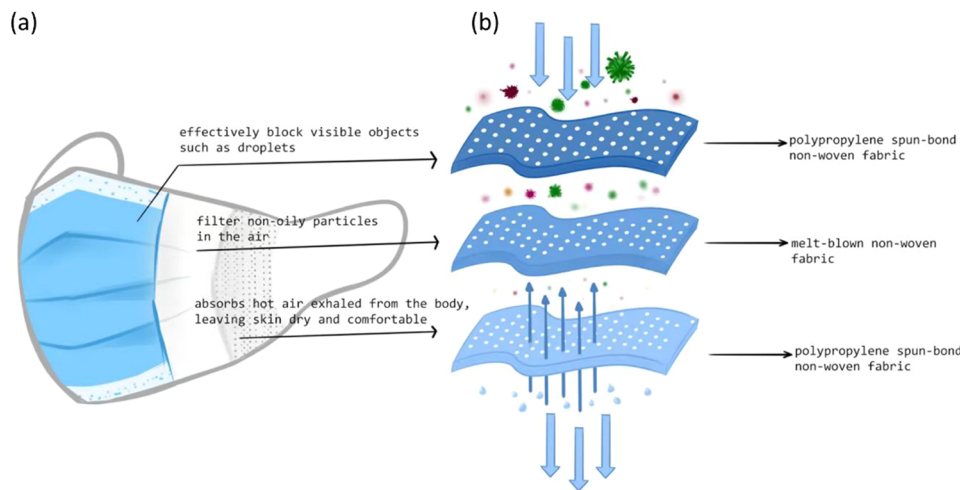 (a)
(b)
effectively block visible objects
such as droplets
polypropylene spun-bond
non-woven fabric
filter non-oily particles
in the air
melt-blown non-woven
fabric
absorbs hot air exhaled from the body,
leaving skin dry and comfortable
polypropylene spun-bond
non-woven fabric